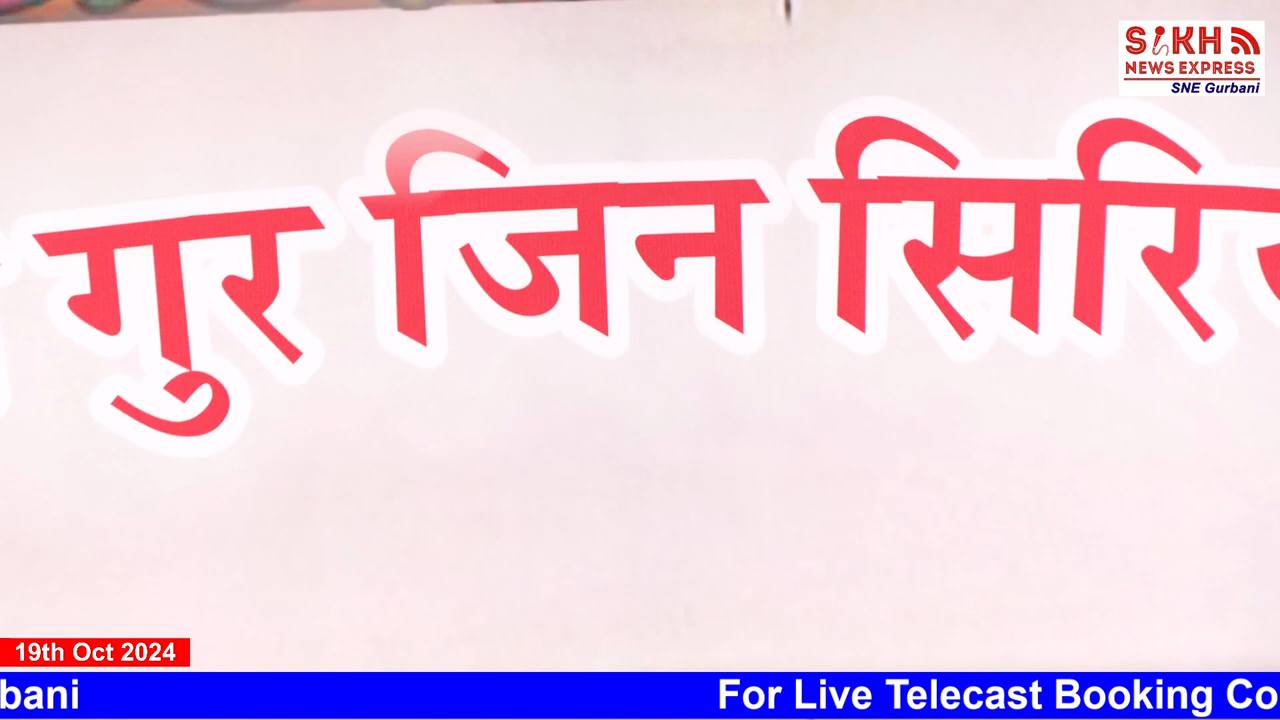 SiKH
NEWS EXPRESS
SNE Gurbani
गुर जिन सिरि
19th Oct 2024
bani For Live Telecast Booking Co